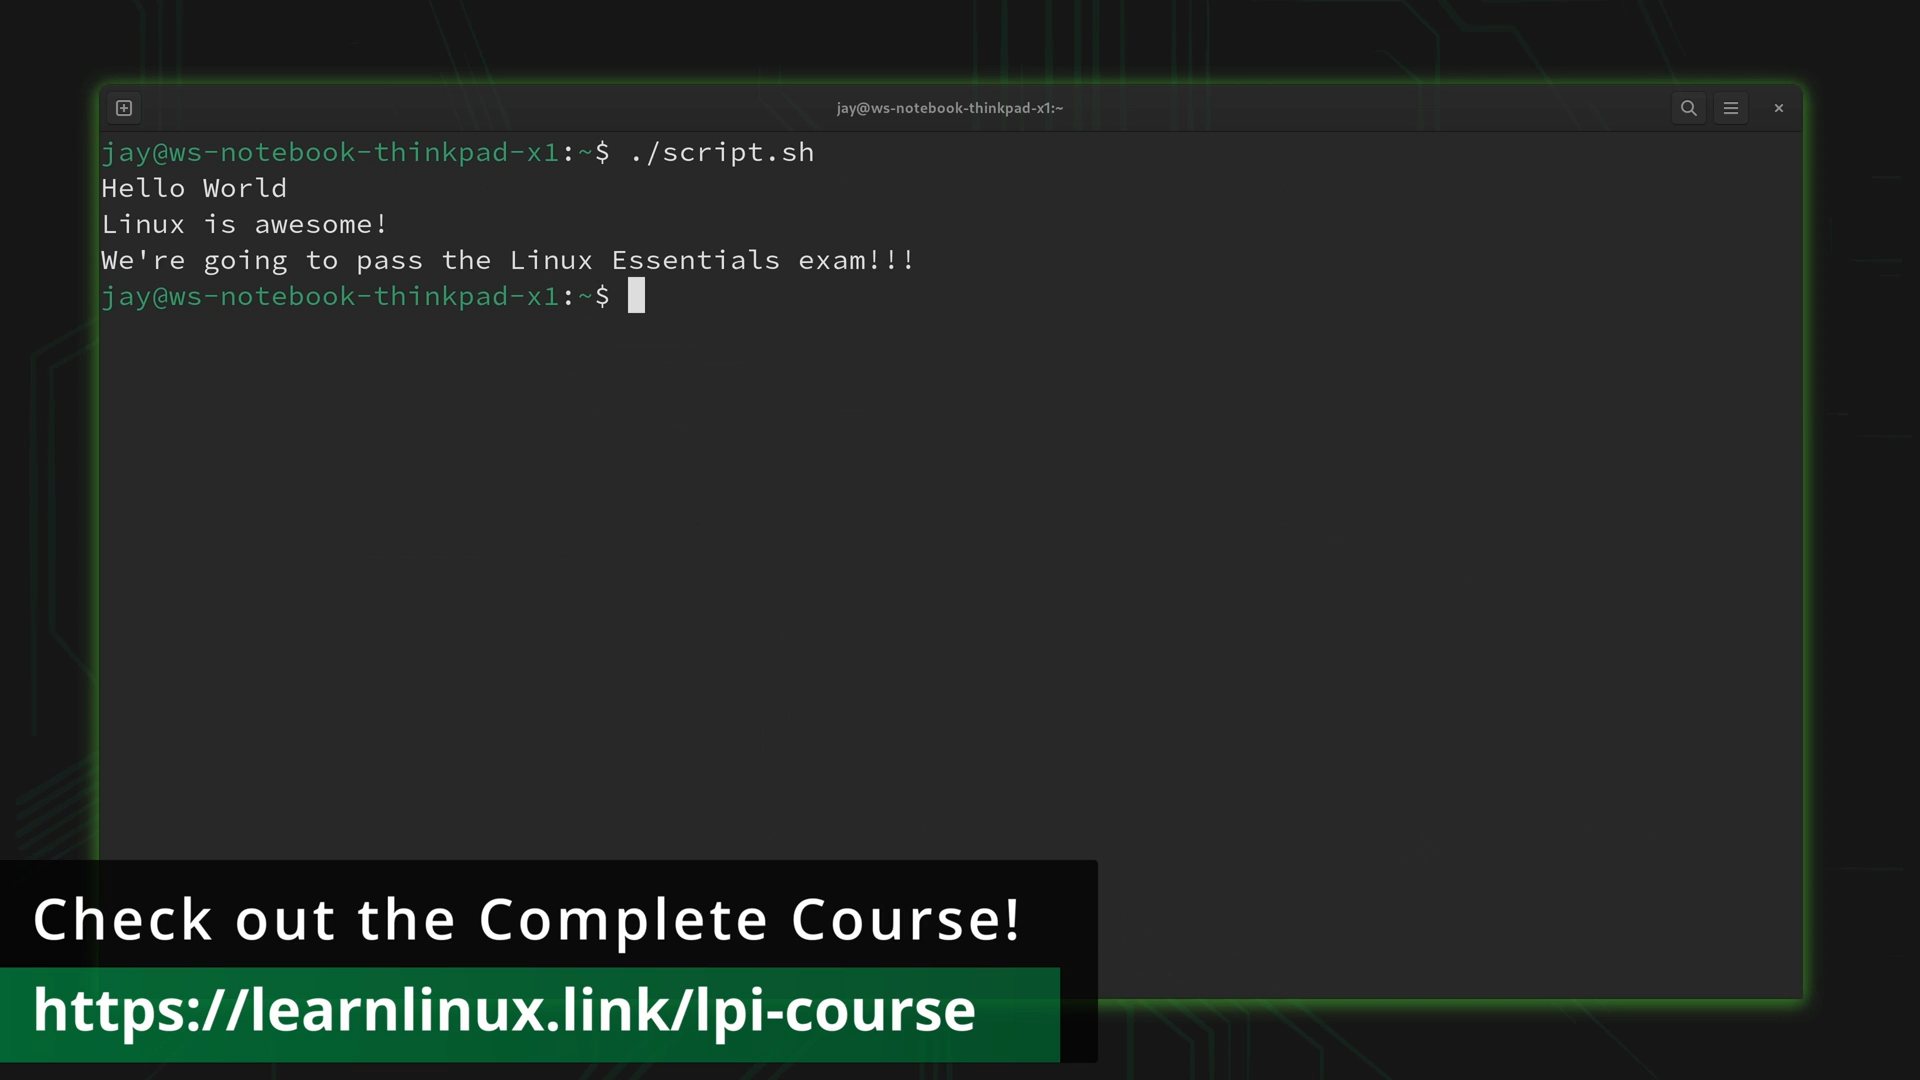 jay@ws-notebook-thinkpad-x1:~
jay@ws-notebook-thinkpad-x1:~$ ./script.sh
Hello World
Linux is awesome!
We're going to pass the Linux Essentials exam!!!
jay@ws-notebook-thinkpad-x1:~$
Check out the Complete Course!
https://learnlinux.link/lpi-course